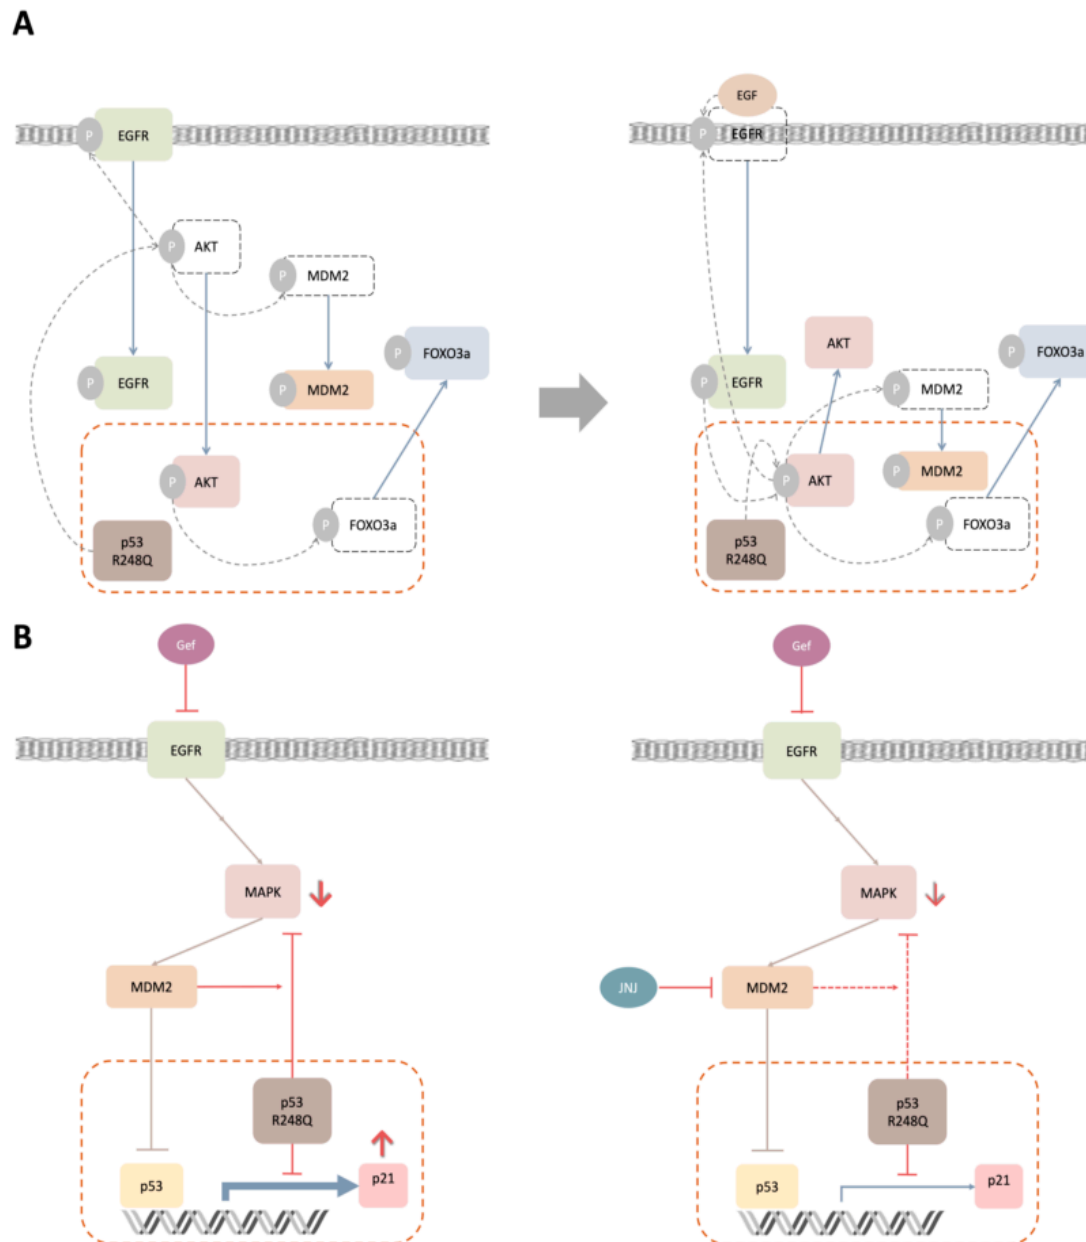 A
EGF
P EGFR
P EGFR
P AKT
P MDM2
AKT
P FOXO3a
P FOXO3a
P EGFR
P MDM2
P EGFR
P MDM2
P MDM2
P AKT
P AKT
P FOXO3a
P FOXO3a
p53
R248Q
p53
R248Q
B
Gef
Gef
EGFR
EGFR
MAPK
MAPK
MDM2
JNJ
MDM2
p53
R248Q
p53
R248Q
p53
p21
p53
p21